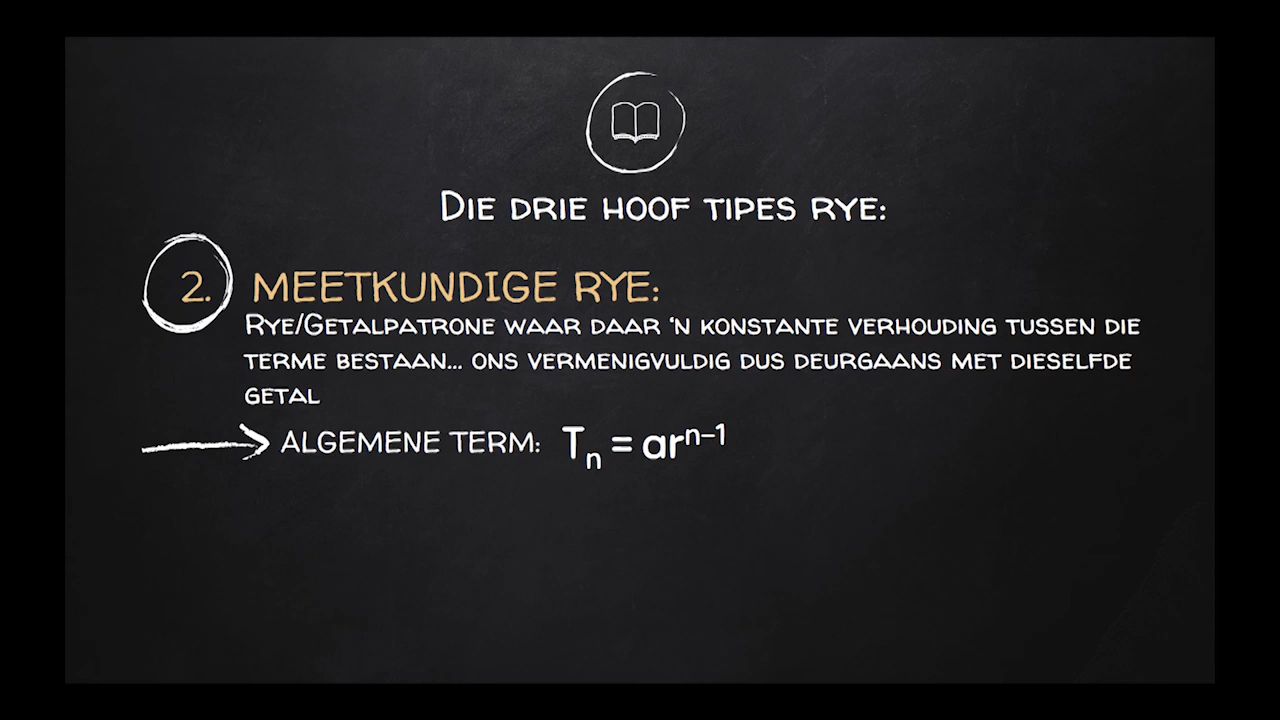 Die drie hoof tipes rye:
2. MEETKUNDIGE RYE:
Rye/Getalpatrone waar daar ‘n konstante verhouding tussen die
terme bestaan... ons vermenigvuldig dus deurgaans met dieselfde
getal
ALGEMENE TERM: Tₙ = arⁿ⁻¹